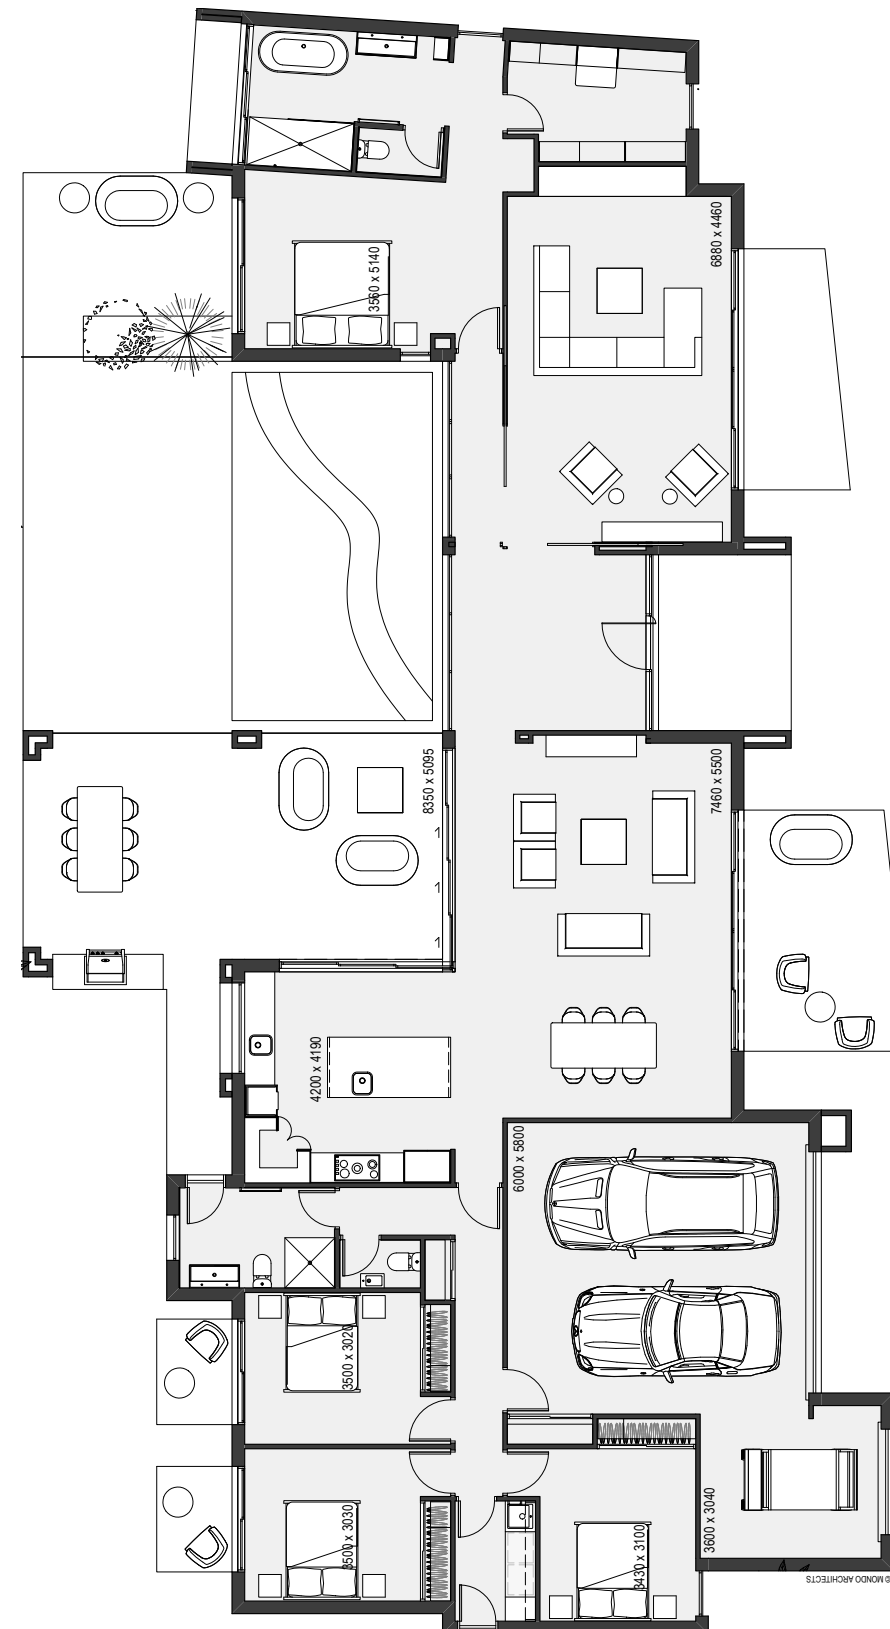 3560 x 5140
6880 x 4460
8350 x 5095
7460 x 5500
4200 x 4190
6000 x 5800
3500 x 3020
3500 x 3030
3430 x 3100
3600 x 3040
© MONDO ARCHITECTS